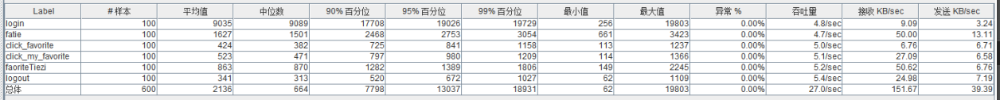 Label # 样本 平均值 中位数 90% 百分位 95% 百分位 99% 百分位 最小值 最大值 异常 % 吞吐量 接收 KB/sec 发送 KB/sec
login 100 9035 9089 17708 19026 19729 256 19803 0.00% 4.8/sec 9.09 3.24
fatie 100 1627 1501 2468 2753 3054 661 3423 0.00% 4.7/sec 50.00 13.11
click_favorite 100 424 382 725 841 1158 113 1237 0.00% 5.0/sec 6.76 6.71
click_my_favorite 100 523 471 797 980 1209 114 1366 0.00% 5.1/sec 27.09 6.58
faoriteTiezi 100 863 870 1282 1389 1806 149 2245 0.00% 5.2/sec 50.62 6.76
logout 100 341 313 520 672 1027 62 1109 0.00% 5.4/sec 24.98 7.19
总体 600 2136 664 7798 13037 18931 62 19803 0.00% 27.0/sec 151.67 39.39